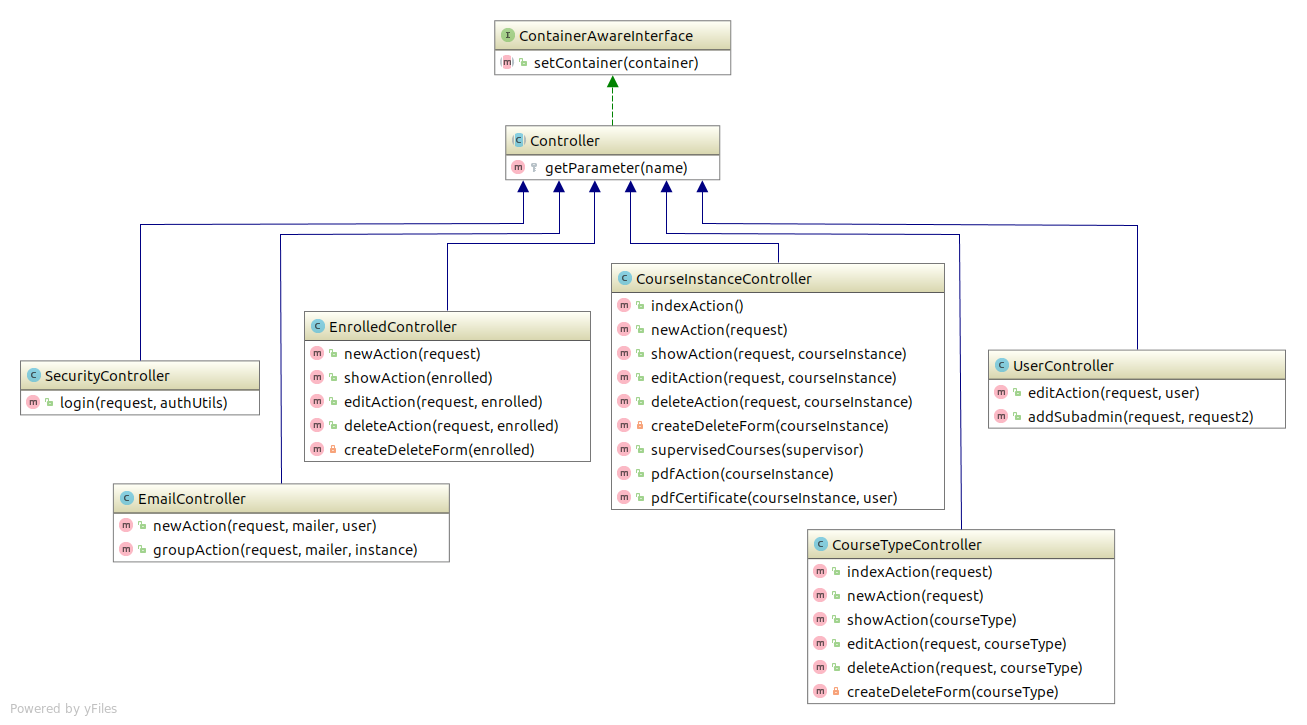 ContainerAwareInterface
setContainer(container)
Controller
getParameter(name)
SecurityController
login(request, authUtils)
EmailController
newAction(request, mailer, user)
groupAction(request, mailer, instance)
EnrolledController
newAction(request)
showAction(enrolled)
editAction(request, enrolled)
deleteAction(request, enrolled)
createDeleteForm(enrolled)
CourseInstanceController
indexAction()
newAction(request)
showAction(request, courseInstance)
editAction(request, courseInstance)
deleteAction(request, courseInstance)
createDeleteForm(courseInstance)
supervisedCourses(supervisor)
pdfAction(courseInstance)
pdfCertificate(courseInstance, user)
CourseTypeController
indexAction(request)
newAction(request)
showAction(courseType)
editAction(request, courseType)
deleteAction(request, courseType)
createDeleteForm(courseType)
UserController
editAction(request, user)
addSubadmin(request, request2)
Powered by yFiles